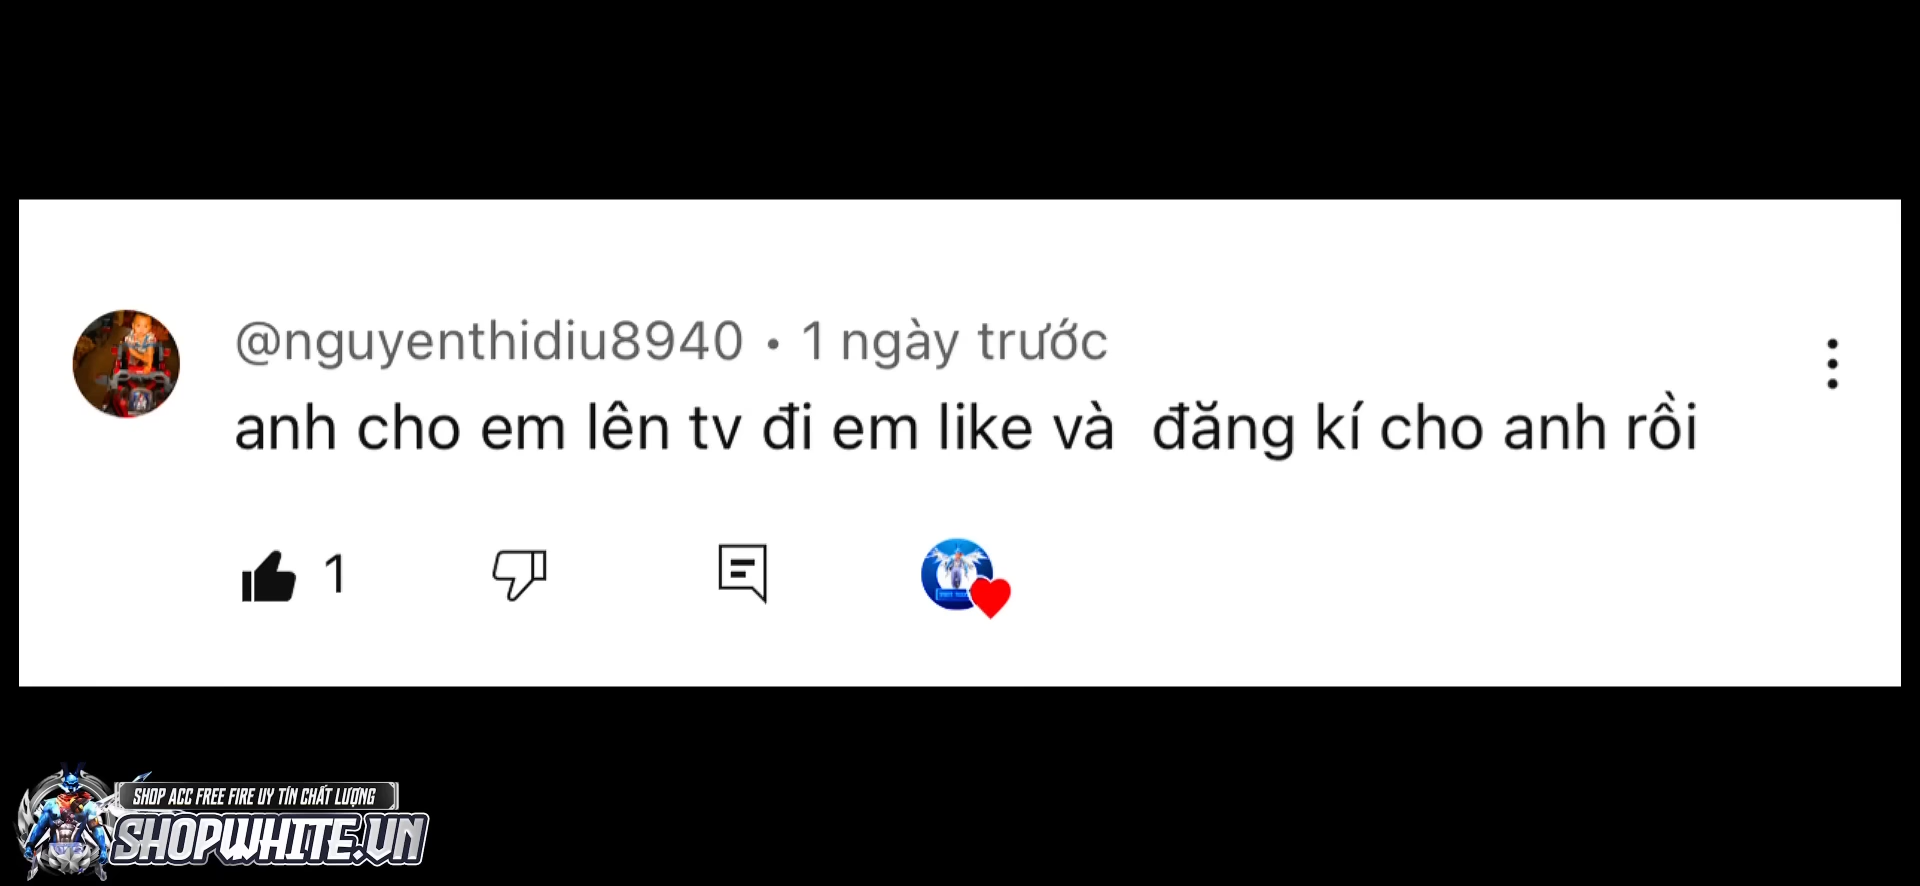 @nguyenthidiu8940 • 1 ngày trước
anh cho em lên tv đi em like và  đăng kí cho anh rồi
1
SHOP ACC FREE FIRE UY TÍN CHẤT LƯỢNG
SHOPWHITE.VN